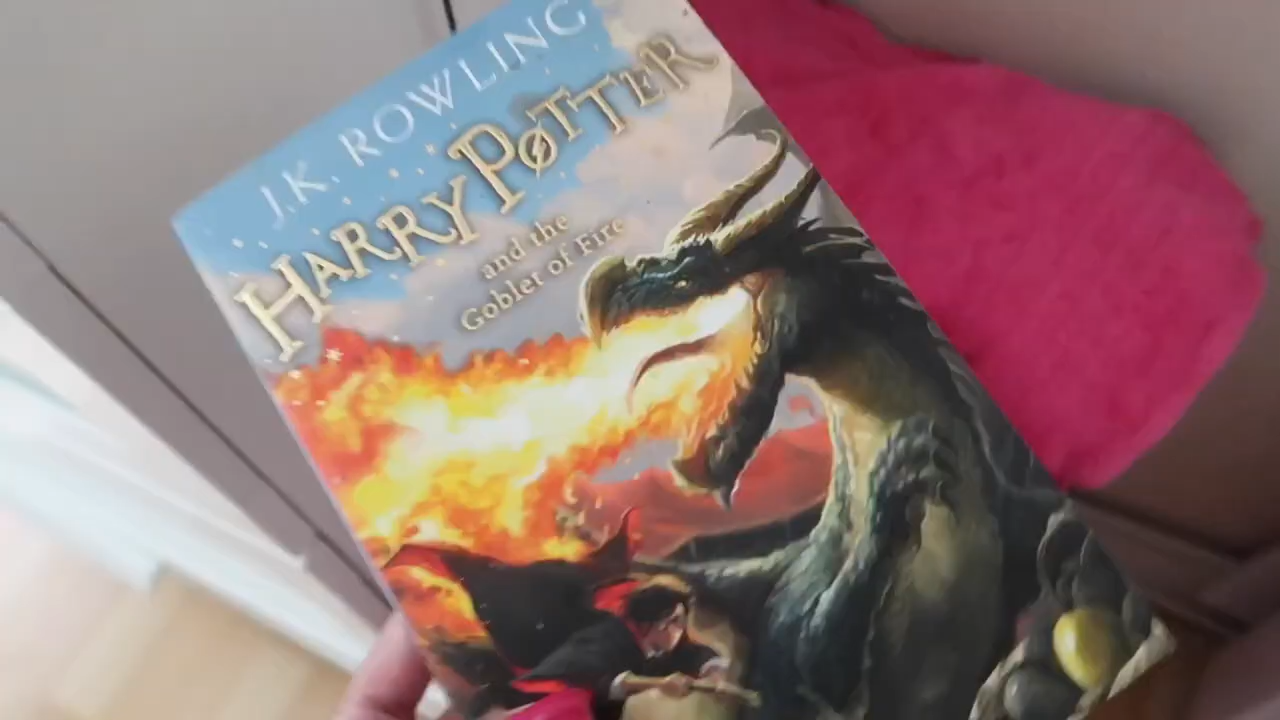 J.K. ROWLING
HARRY POTTER
and the
Goblet of Fire